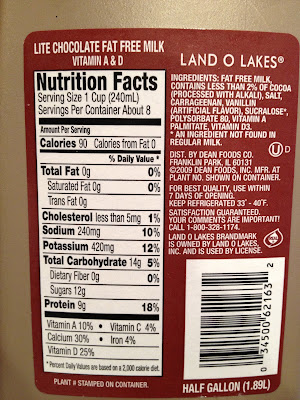 LITE CHOCOLATE FAT FREE MILK
VITAMIN A & D
Nutrition Facts
Serving Size 1 Cup (240mL)
Servings Per Container About 8
Amount Per Serving
Calories 90 Calories from Fat 0
% Daily Value *
Total Fat 0g 0%
Saturated Fat 0g 0%
Trans Fat 0g
Cholesterol less than 5mg 1%
Sodium 240mg 10%
Potassium 420mg 12%
Total Carbohydrate 14g 5%
Dietary Fiber 0g 0%
Sugars 12g
Protein 9g 18%
Vitamin A 10% • Vitamin C 4%
Calcium 30% • Iron 4%
Vitamin D 25%
*Percent Daily Values are based on a 2,000 calorie diet.
PLANT # STAMPED ON CONTAINER.
LAND O LAKES®
INGREDIENTS: FAT FREE MILK,
CONTAINS LESS THAN 2% OF COCOA
(PROCESSED WITH ALKALI), SALT,
CARRAGEENAN, VANILLIN
(ARTIFICIAL FLAVOR), SUCRALOSE*,
POLYSORBATE 80, VITAMIN A
PALMITATE, VITAMIN D3.
* AN INGREDIENT NOT FOUND IN
REGULAR MILK.
U D
DIST. BY DEAN FOODS CO.
FRANKLIN PARK, IL 60131
©2009 DEAN FOODS, INC. MFR. AT
PLANT NO. SHOWN ON CONTAINER.
FOR BEST QUALITY, USE WITHIN
7 DAYS OF OPENING.
KEEP REFRIGERATED 33° - 40°F.
SATISFACTION GUARANTEED.
YOUR COMMENTS ARE IMPORTANT!
CALL 1-800-328-1174.
LAND O LAKES BRANDMARK
IS OWNED BY LAND O LAKES,
INC. AND IS USED BY LICENSE.
0 34500 62163 2
HALF GALLON (1.89L)